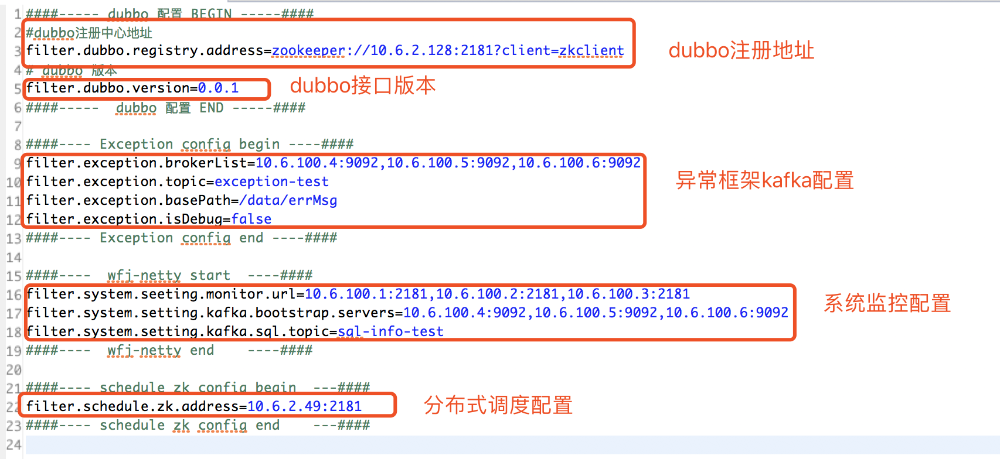 1 ####----- dubbo 配置 BEGIN -----####
2 #dubbo注册中心地址
3 filter.dubbo.registry.address=zookeeper://10.6.2.128:2181?client=zkclient
dubbo注册地址
4 # dubbo 版本
5 filter.dubbo.version=0.0.1
dubbo接口版本
6 ####-----  dubbo 配置 END -----####
7
8 ####---- Exception config begin ----####
9 filter.exception.brokerList=10.6.100.4:9092,10.6.100.5:9092,10.6.100.6:9092
10 filter.exception.topic=exception-test
异常框架kafka配置
11 filter.exception.basePath=/data/errMsg
12 filter.exception.isDebug=false
13 ####---- Exception config end ----####
14
15 ####----  wfj-netty start  ----####
16 filter.system.seeting.monitor.url=10.6.100.1:2181,10.6.100.2:2181,10.6.100.3:2181
系统监控配置
17 filter.system.setting.kafka.bootstrap.servers=10.6.100.4:9092,10.6.100.5:9092,10.6.100.6:9092
18 filter.system.setting.kafka.sql.topic=sql-info-test
19 ####----  wfj-netty end    ----####
20
21 ####---- schedule zk config begin  ---####
22 filter.schedule.zk.address=10.6.2.49:2181
分布式调度配置
23 ####---- schedule zk config end    ---####
24